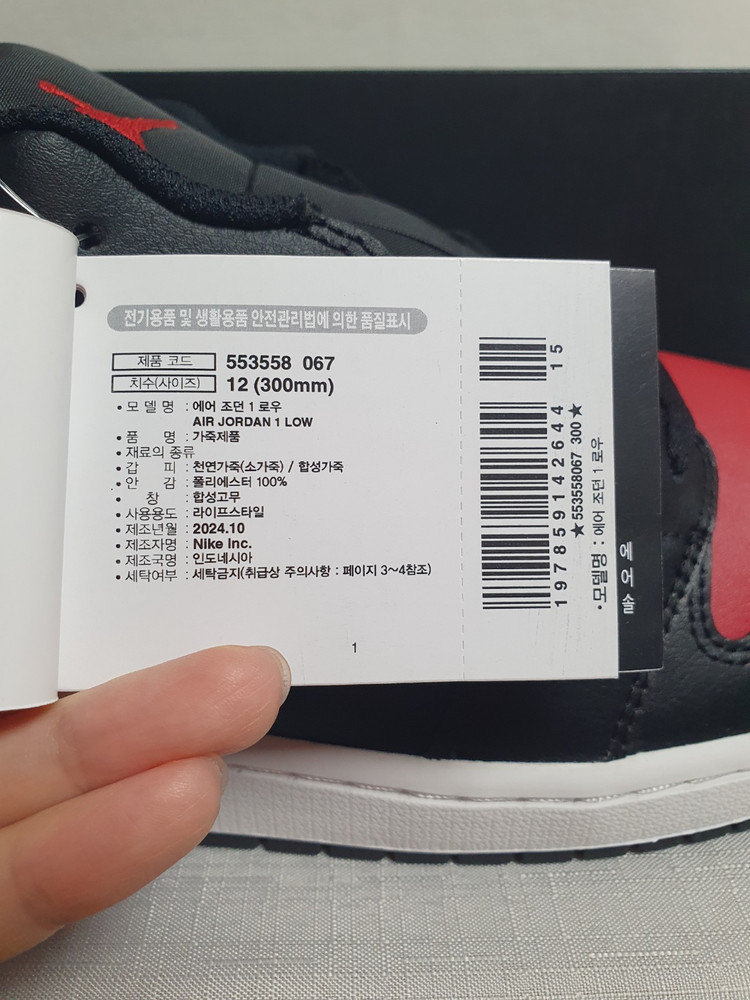 전기용품 및 생활용품 안전관리법에 의한 품질표시
제품 코드 553558 067
치수(사이즈) 12 (300mm)
• 모 델 명 : 에어 조던 1 로우
AIR JORDAN 1 LOW
• 품 명 : 가죽제품
• 재료의 종류
• 갑 피 : 천연가죽(소가죽) / 합성가죽
• 안 감 : 폴리에스터 100%
• 창 : 합성고무
• 사용용도 : 라이프스타일
• 제조년월 : 2024.10
• 제조자명 : Nike Inc.
• 제조국명 : 인도네시아
• 세탁여부 : 세탁금지(취급상 주의사항 : 페이지 3~4참조)
1
15
197859142644
★553558067 300★
•모델명 : 에어 조던 1 로우
에어 솔